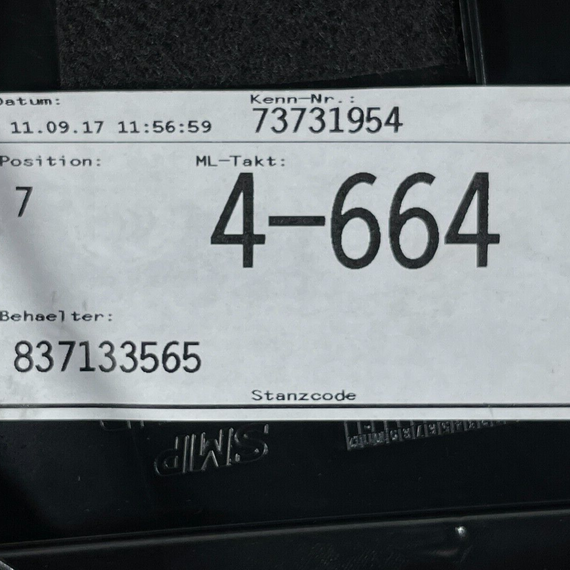 Datum: Kenn-Nr.:
11.09.17 11:56:59 73731954
Position: ML-Takt:
7 4-664
Behaelter:
837133565
Stanzcode
SMP